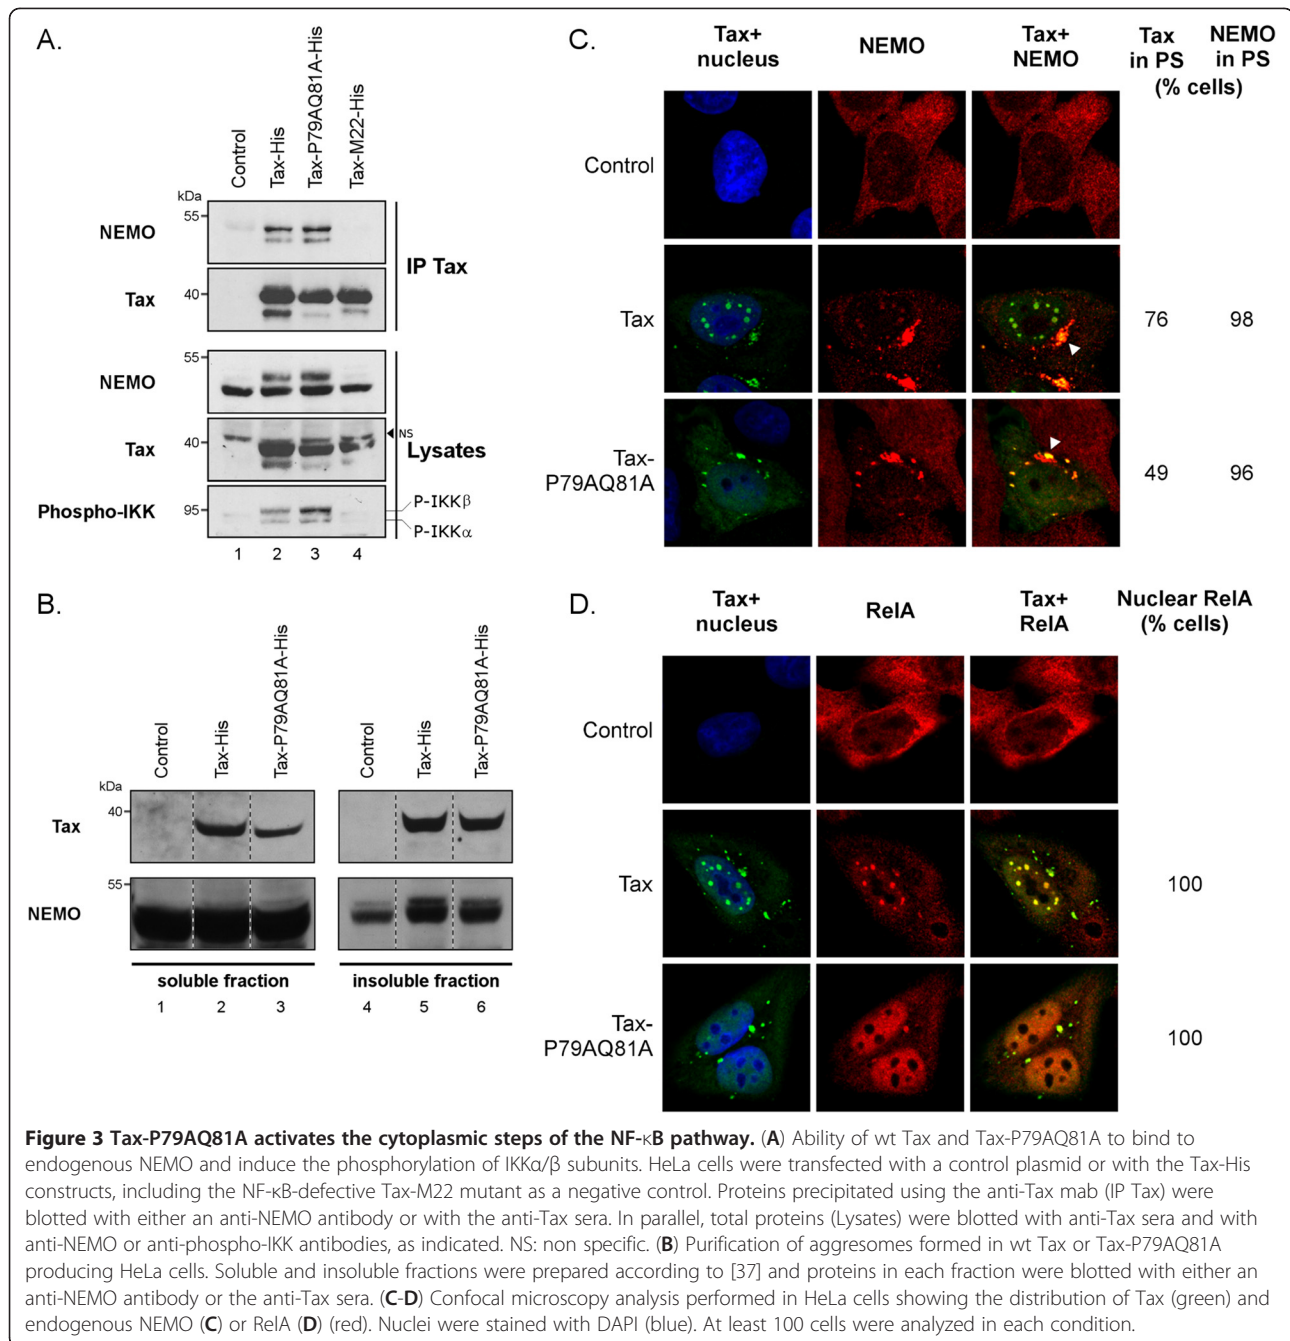 A.
Control
Tax-His
Tax-P79AQ81A-His
Tax-M22-His
kDa
55
NEMO
IP Tax
40
Tax
55
NEMO
NS
40
Tax
Lysates
95
Phospho-IKK
P-IKKβ
P-IKKα
1 2 3 4
B.
Control
Tax-His
Tax-P79AQ81A-His
Control
Tax-His
Tax-P79AQ81A-His
kDa
40
Tax
55
NEMO
soluble fraction
insoluble fraction
1 2 3 4 5 6
C.
Tax+
nucleus
NEMO
Tax+
NEMO
Tax
in PS
NEMO
in PS
(% cells)
Control
Tax
76 98
Tax-
P79AQ81A
49 96
D.
Tax+
nucleus
RelA
Tax+
RelA
Nuclear RelA
(% cells)
Control
Tax
100
Tax-
P79AQ81A
100
Figure 3 Tax-P79AQ81A activates the cytoplasmic steps of the NF-κB pathway. (A) Ability of wt Tax and Tax-P79AQ81A to bind to
endogenous NEMO and induce the phosphorylation of IKKα/β subunits. HeLa cells were transfected with a control plasmid or with the Tax-His
constructs, including the NF-κB-defective Tax-M22 mutant as a negative control. Proteins precipitated using the anti-Tax mab (IP Tax) were
blotted with either an anti-NEMO antibody or with the anti-Tax sera. In parallel, total proteins (Lysates) were blotted with anti-Tax sera and with
anti-NEMO or anti-phospho-IKK antibodies, as indicated. NS: non specific. (B) Purification of aggresomes formed in wt Tax or Tax-P79AQ81A
producing HeLa cells. Soluble and insoluble fractions were prepared according to [37] and proteins in each fraction were blotted with either an
anti-NEMO antibody or the anti-Tax sera. (C-D) Confocal microscopy analysis performed in HeLa cells showing the distribution of Tax (green) and
endogenous NEMO (C) or RelA (D) (red). Nuclei were stained with DAPI (blue). At least 100 cells were analyzed in each condition.